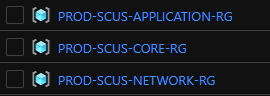 PROD-SCUS-APPLICATION-RG
PROD-SCUS-CORE-RG
PROD-SCUS-NETWORK-RG